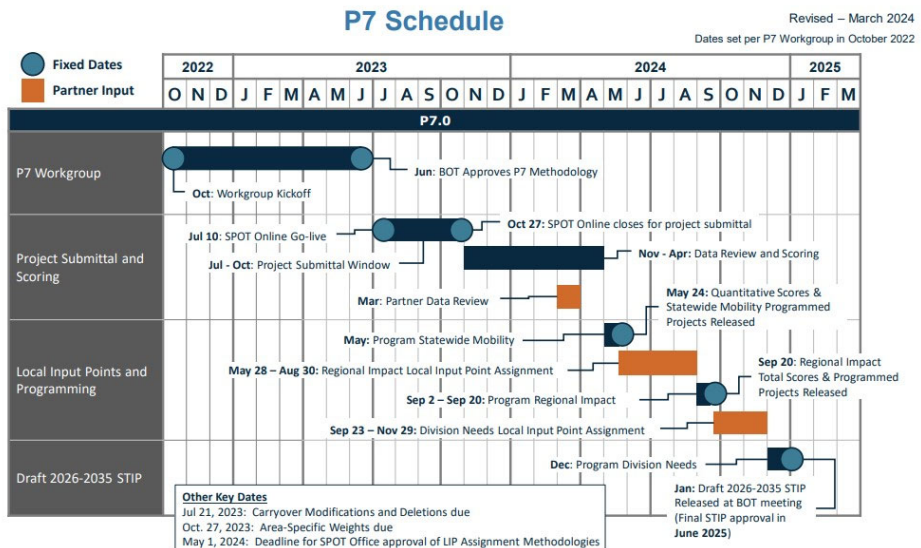 P7 Schedule
Revised – March 2024
Dates set per P7 Workgroup in October 2022
Fixed Dates
Partner Input
2022 2023 2024 2025
O N D J F M A M J J A S O N D J F M A M J J A S O N D J F M
P7.0
P7 Workgroup
Jun: BOT Approves P7 Methodology
Oct: Workgroup Kickoff
Project Submittal and
Scoring
Oct 27: SPOT Online closes for project submittal
Jul 10: SPOT Online Go-live
Nov - Apr: Data Review and Scoring
Jul - Oct: Project Submittal Window
Mar: Partner Data Review
May 24: Quantitative Scores &
Statewide Mobility Programmed
Projects Released
Local Input Points and
Programming
May: Program Statewide Mobility
May 28 – Aug 30: Regional Impact Local Input Point Assignment
Sep 20: Regional Impact
Total Scores & Programmed
Projects Released
Sep 2 – Sep 20: Program Regional Impact
Sep 23 – Nov 29: Division Needs Local Input Point Assignment
Draft 2026-2035 STIP
Dec: Program Division Needs
Jan: Draft 2026-2035 STIP
Released at BOT meeting
(Final STIP approval in
June 2025)
Other Key Dates
Jul 21, 2023: Carryover Modifications and Deletions due
Oct. 27, 2023: Area-Specific Weights due
May 1, 2024: Deadline for SPOT Office approval of LIP Assignment Methodologies